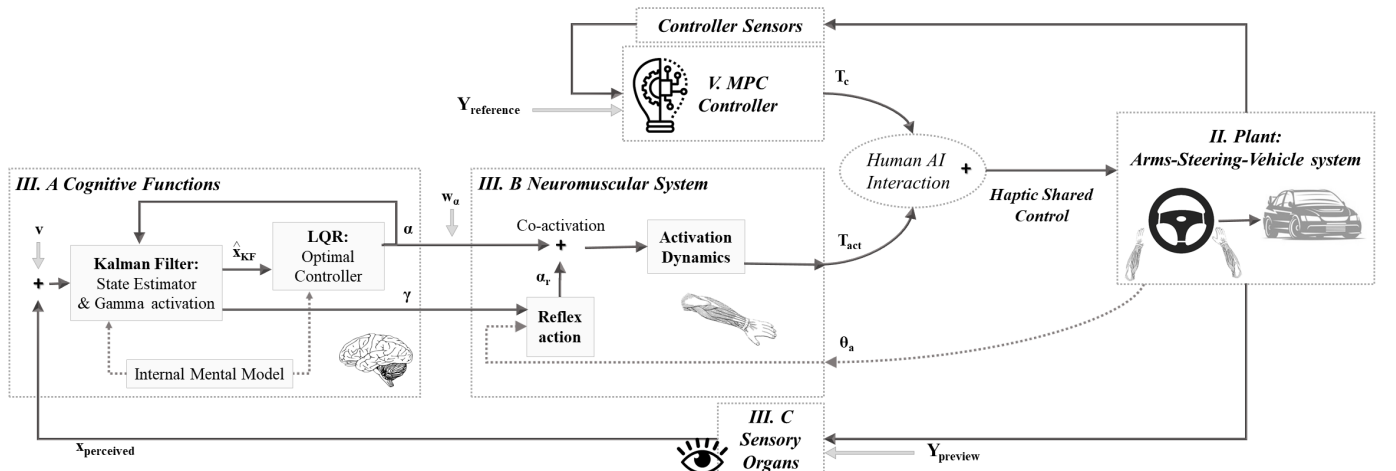 Controller Sensors
V. MPC
Controller
T_c
Y_reference
II. Plant:
Arms-Steering-Vehicle system
Human AI
Interaction
+
Haptic Shared
Control
III. A Cognitive Functions
III. B Neuromuscular System
w_α
v
α
Co-activation
+
LQR:
Optimal
Controller
x̂_KF
Kalman Filter:
State Estimator
& Gamma activation
+
Activation
Dynamics
T_act
α_r
γ
Reflex
action
θ_a
Internal Mental Model
III. C
Sensory
Organs
x_perceived
Y_preview